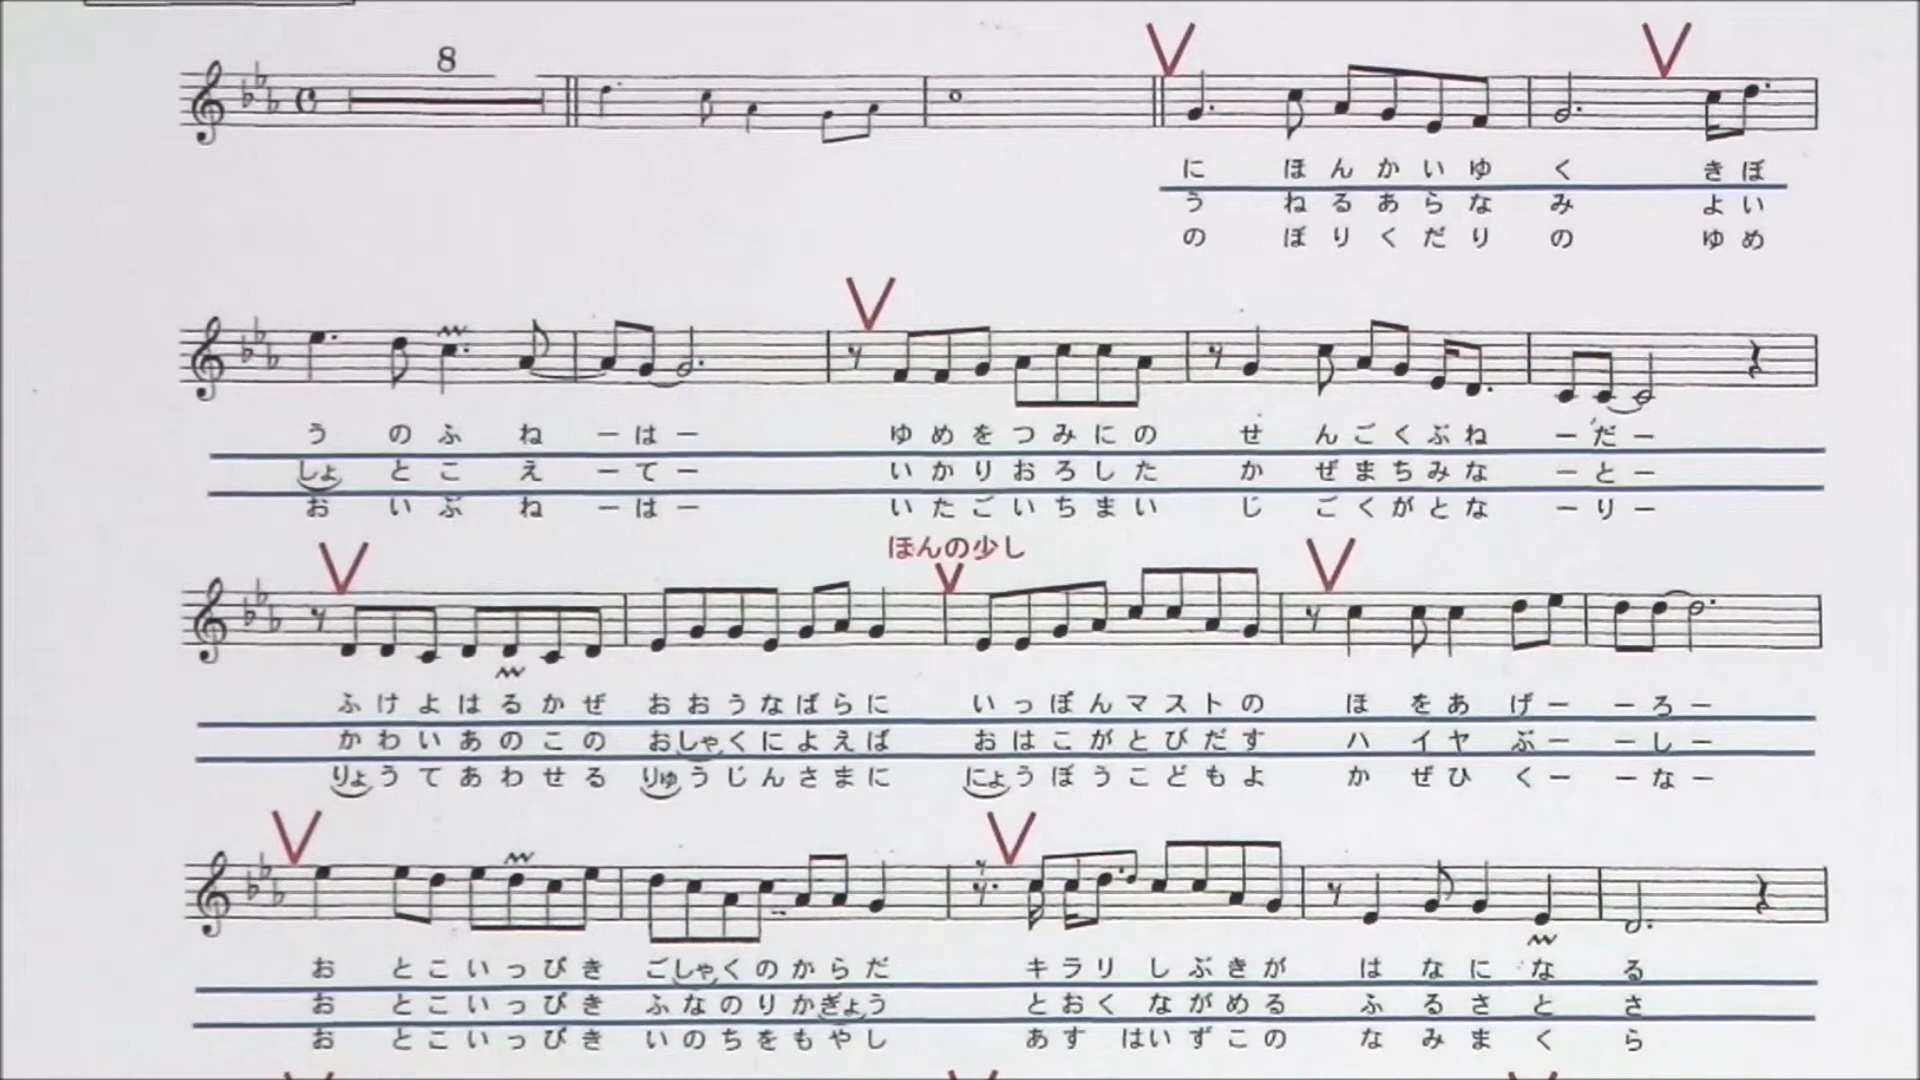 8
に ほ ん か い ゆ く き ぼ
う ね る あ ら な み よ い
の ぼ り く だ り の ゆ め
う の ふ ね ー は ー ゆ め を つ み に の せ ん ご く ぶ ね ー だ ー
しょ と こ え ー て ー い か り お ろ し た か ぜ ま ち み な ー と ー
お い ぶ ね ー は ー い た ご い ち ま い じ ご く が と な ー り ー
ほんの少し
ふ け よ は る か ぜ お お う な ば ら に い っ ぽ ん マ ス ト の ほ を あ げ ー ー ろ ー
か わ い あ の こ の お しゃ く に よ え ば お は こ が と び だ す ハ イ ヤ ぶ ー ー し ー
りょ う て あ わ せ る りゅ う じ ん さ ま に にょ う ぼ う こ ど も よ か ぜ ひ く ー ー な ー
お と こ い っ ぴ き ご しゃ く の か ら だ キ ラ リ し ぶ き が は な に な る
お と こ い っ ぴ き ふ な の り か ぎょ う と お く な が め る ふ る さ と さ
お と こ い っ ぴ き い の ち を も や し あ す は い ず こ の な み ま く ら